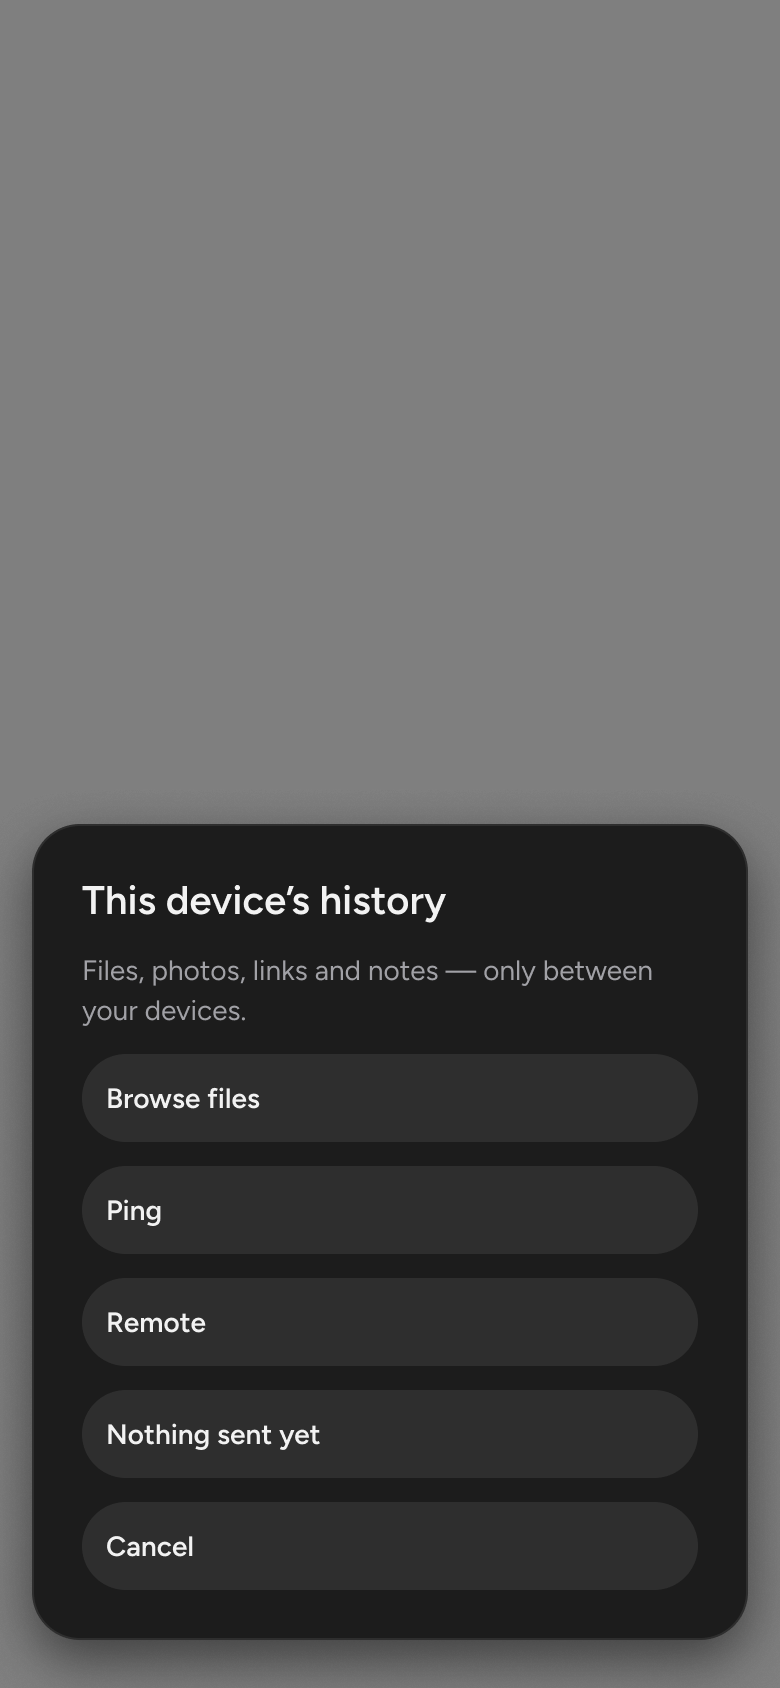 This device’s history
Files, photos, links and notes — only between
your devices.
Browse files
Ping
Remote
Nothing sent yet
Cancel